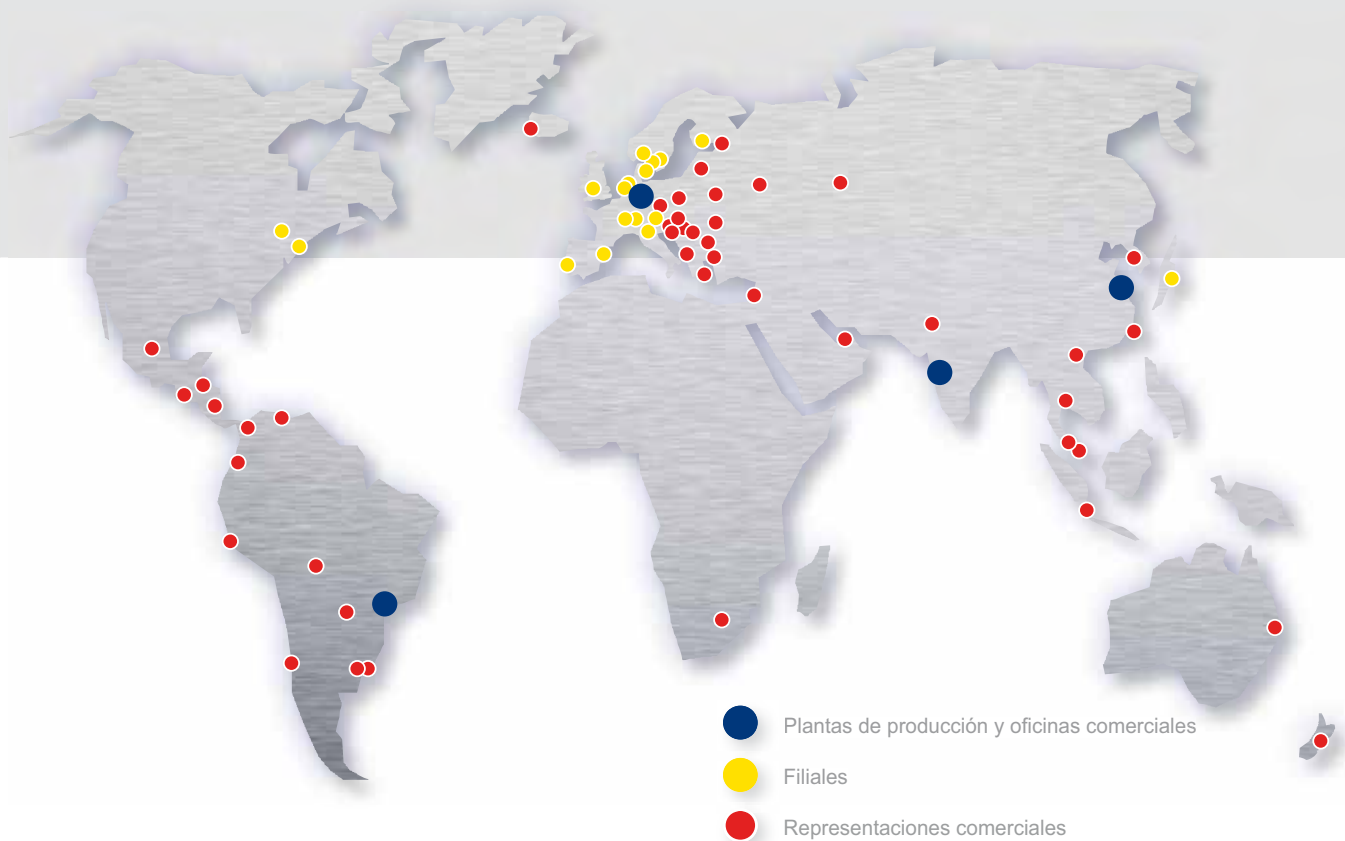 Plantas de producción y oficinas comerciales
Filiales
Representaciones comerciales